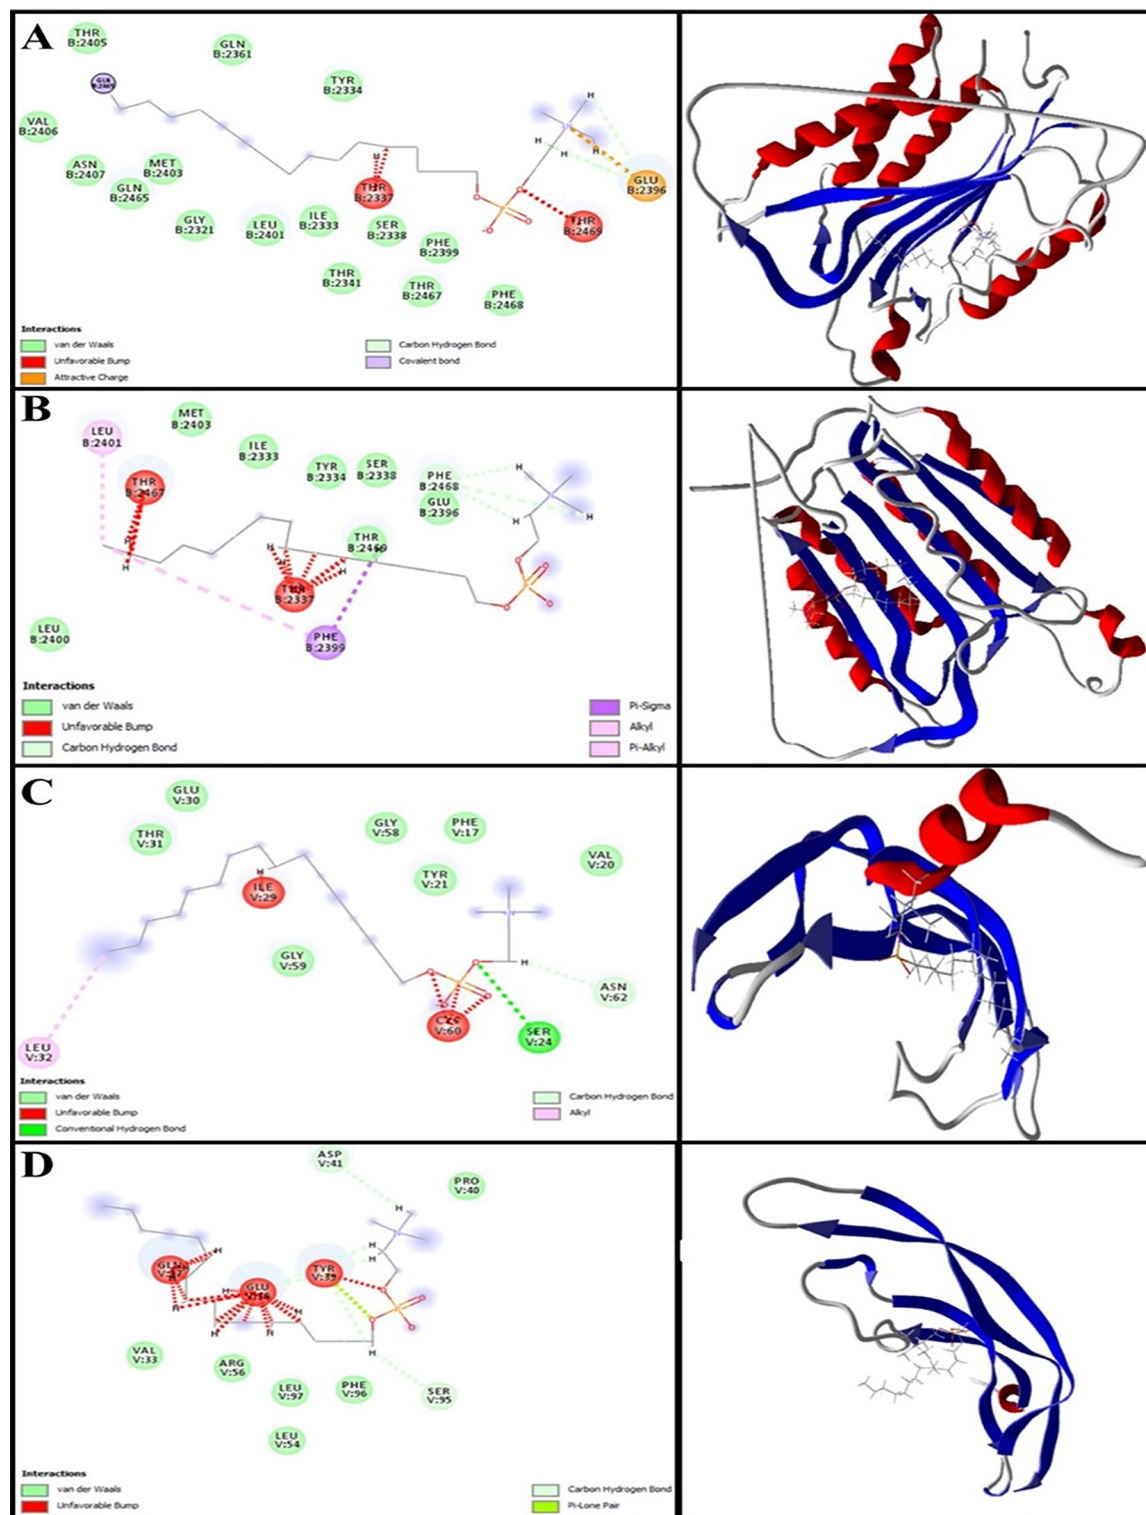 A
THR
B:2405
GLN
B:2361
TYR
B:2334
VAL
B:2406
ASN
B:2407
MET
B:2403
GLN
B:2465
GLY
B:2321
LEU
B:2401
ILE
B:2333
THR
B:2337
SER
B:2338
PHE
B:2399
THR
B:2341
THR
B:2467
PHE
B:2468
THR
B:2469
GLU
B:2396
H
H
H
H
H
Interactions
van der Waals
Unfavorable Bump
Attractive Charge
Carbon Hydrogen Bond
Covalent bond
B
LEU
B:2401
MET
B:2403
ILE
B:2333
TYR
B:2334
SER
B:2338
PHE
B:2468
GLU
B:2396
THR
B:2467
THR
B:2469
THR
B:2337
PHE
B:2399
LEU
B:2400
Interactions
van der Waals
Unfavorable Bump
Carbon Hydrogen Bond
Pi-Sigma
Alkyl
Pi-Alkyl
C
GLU
V:30
THR
V:31
GLY
V:58
PHE
V:17
VAL
V:20
TYR
V:21
ILE
V:29
GLY
V:59
ASN
V:62
CYS
V:60
SER
V:24
LEU
V:32
Interactions
van der Waals
Unfavorable Bump
Conventional Hydrogen Bond
Carbon Hydrogen Bond
Alkyl
D
ASP
V:41
PRO
V:40
GLN
V:37
GLU
TYR
V:39
VAL
V:33
ARG
V:56
LEU
V:97
PHE
V:96
SER
V:95
LEU
V:54
Interactions
van der Waals
Unfavorable Bump
Carbon Hydrogen Bond
Pi-Lone Pair